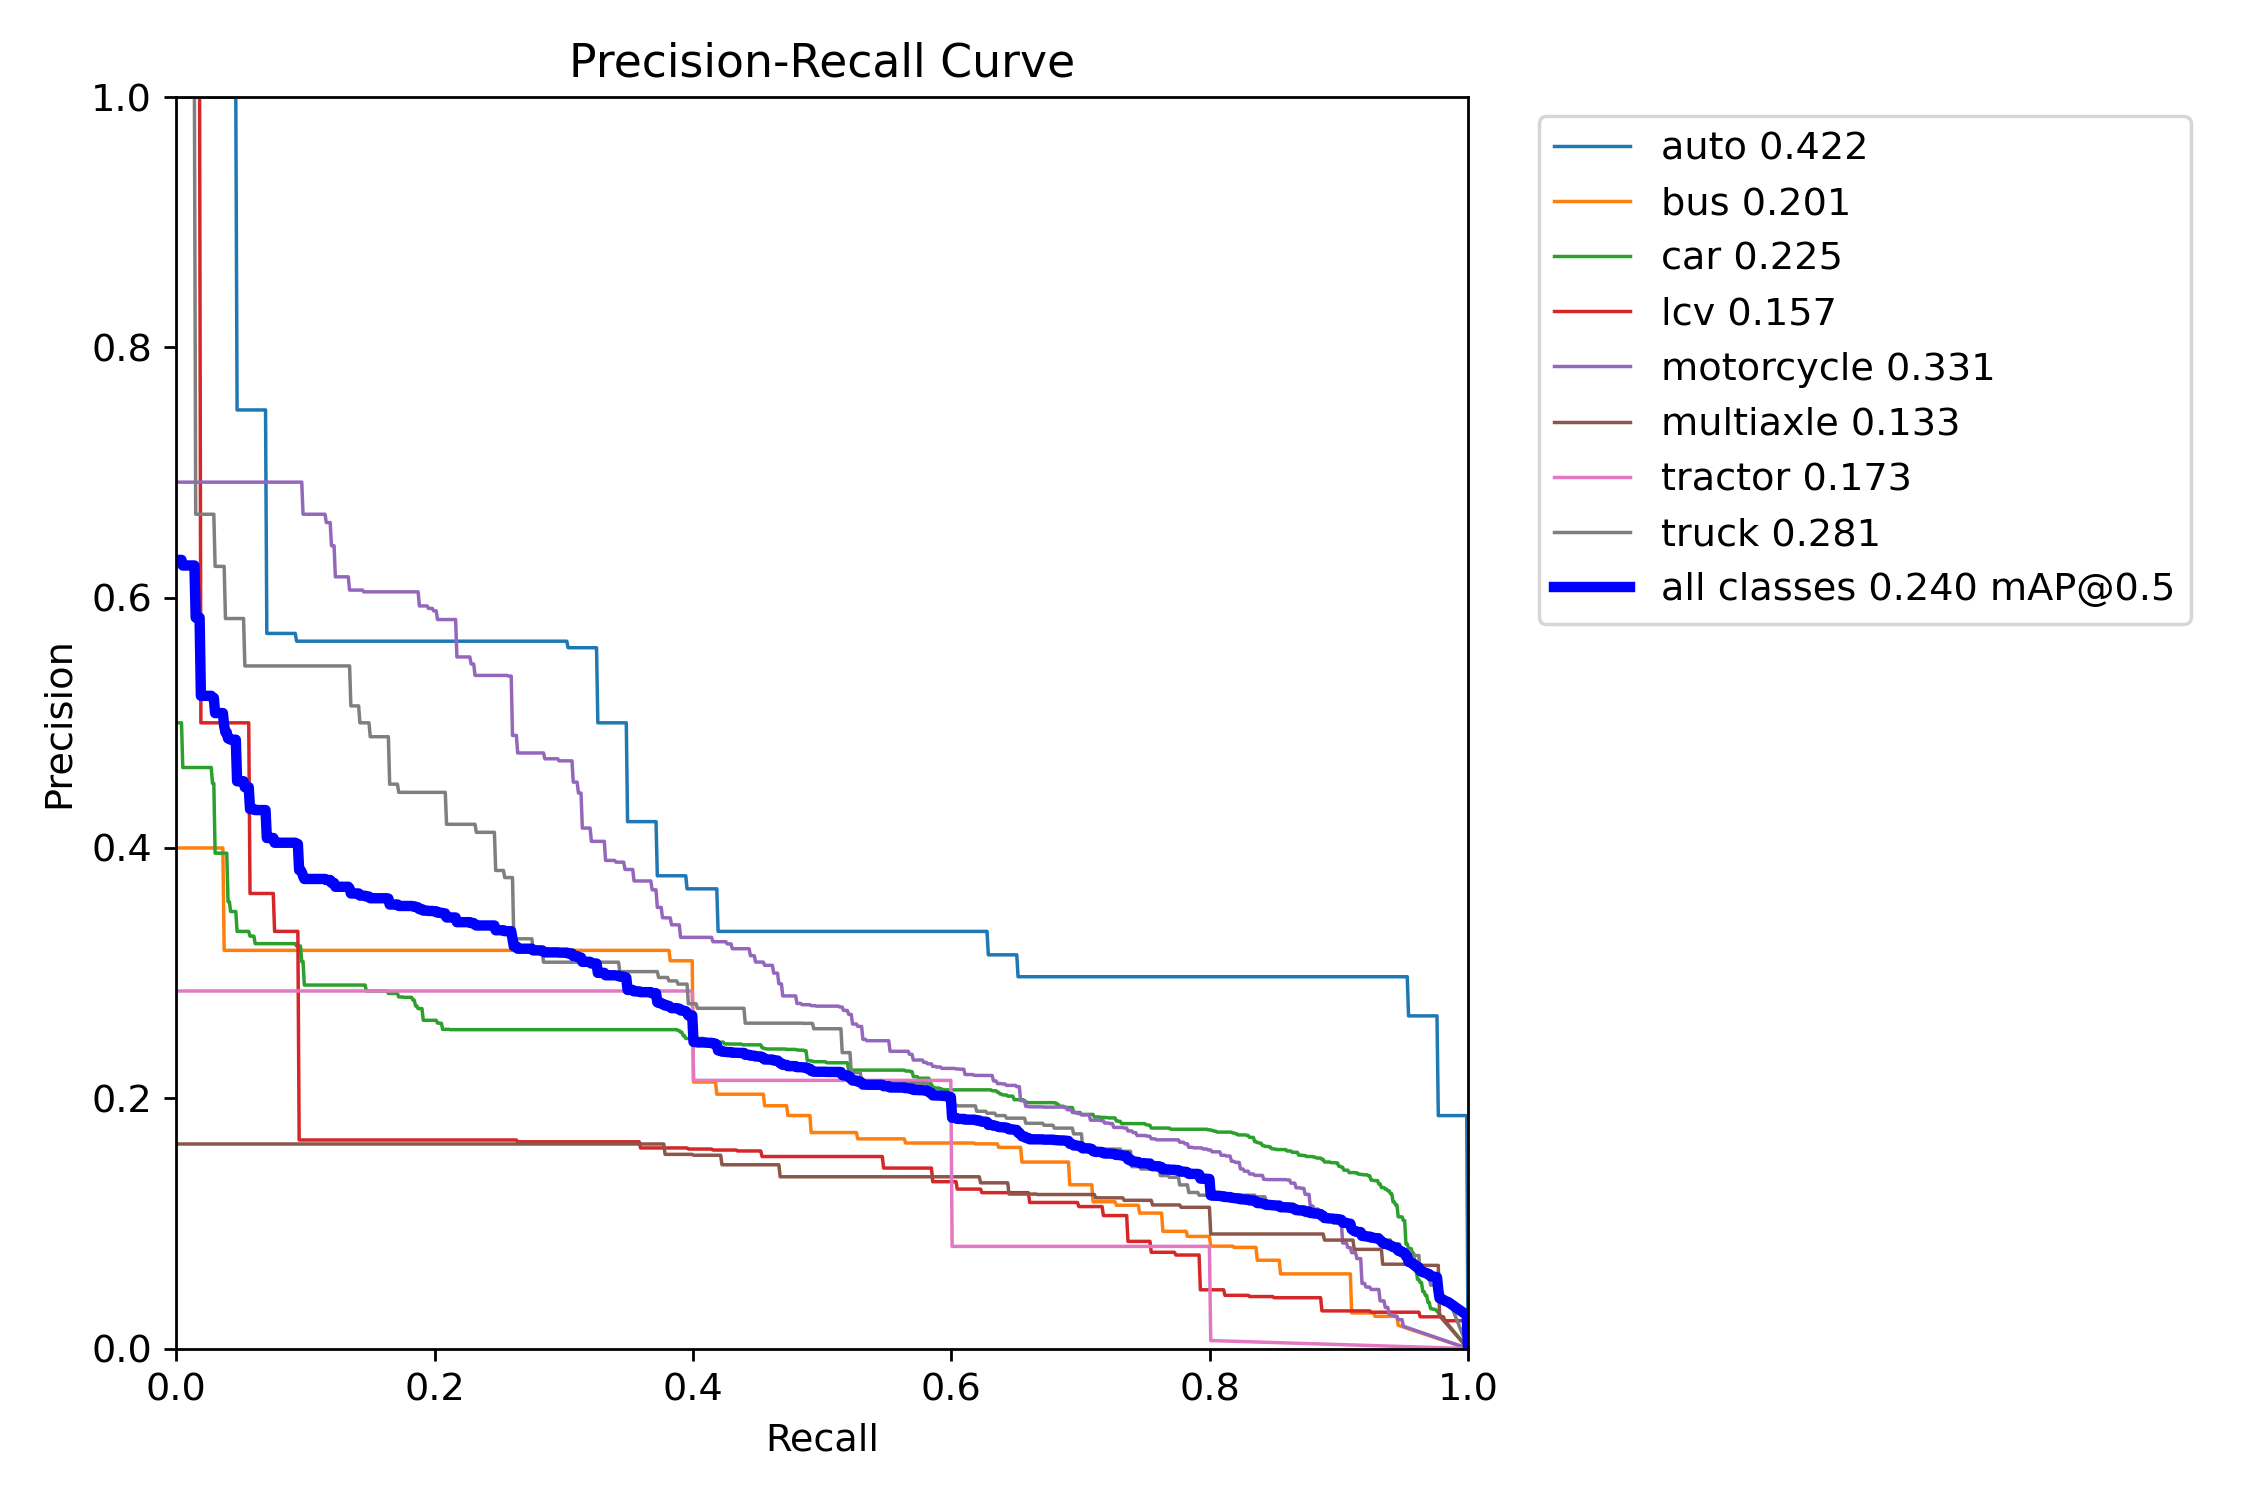 Precision-Recall Curve
1.0
0.8
0.6
0.4
0.2
0.0
Precision
0.0 0.2 0.4 0.6 0.8 1.0
Recall
auto 0.422
bus 0.201
car 0.225
lcv 0.157
motorcycle 0.331
multiaxle 0.133
tractor 0.173
truck 0.281
all classes 0.240 mAP@0.5